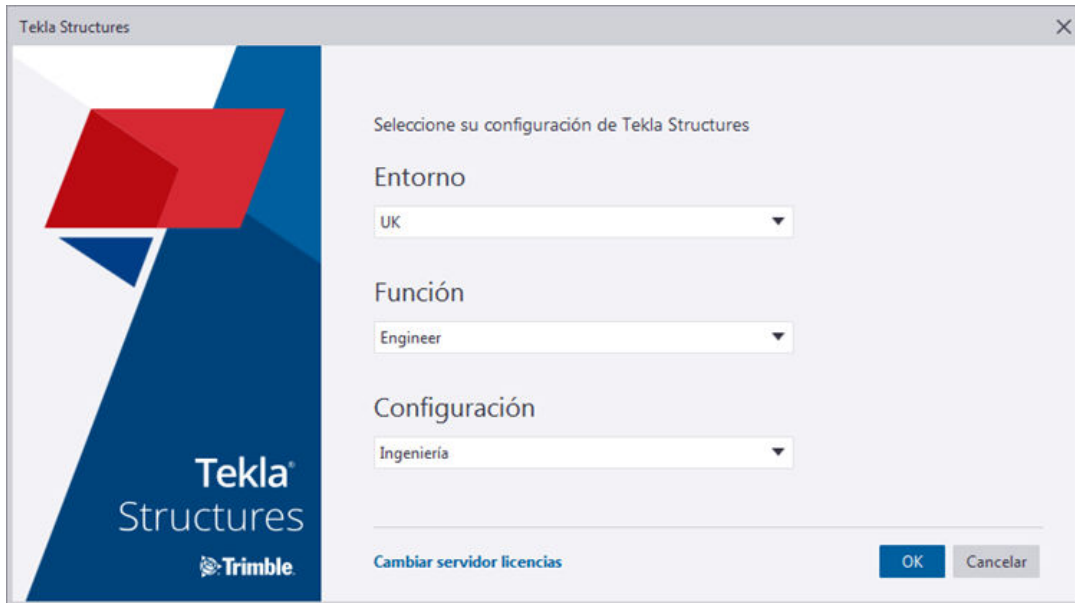 Tekla Structures
Seleccione su configuración de Tekla Structures
Entorno
UK
Función
Engineer
Configuración
Ingeniería
Tekla®
Structures
Trimble.
Cambiar servidor licencias
OK
Cancelar